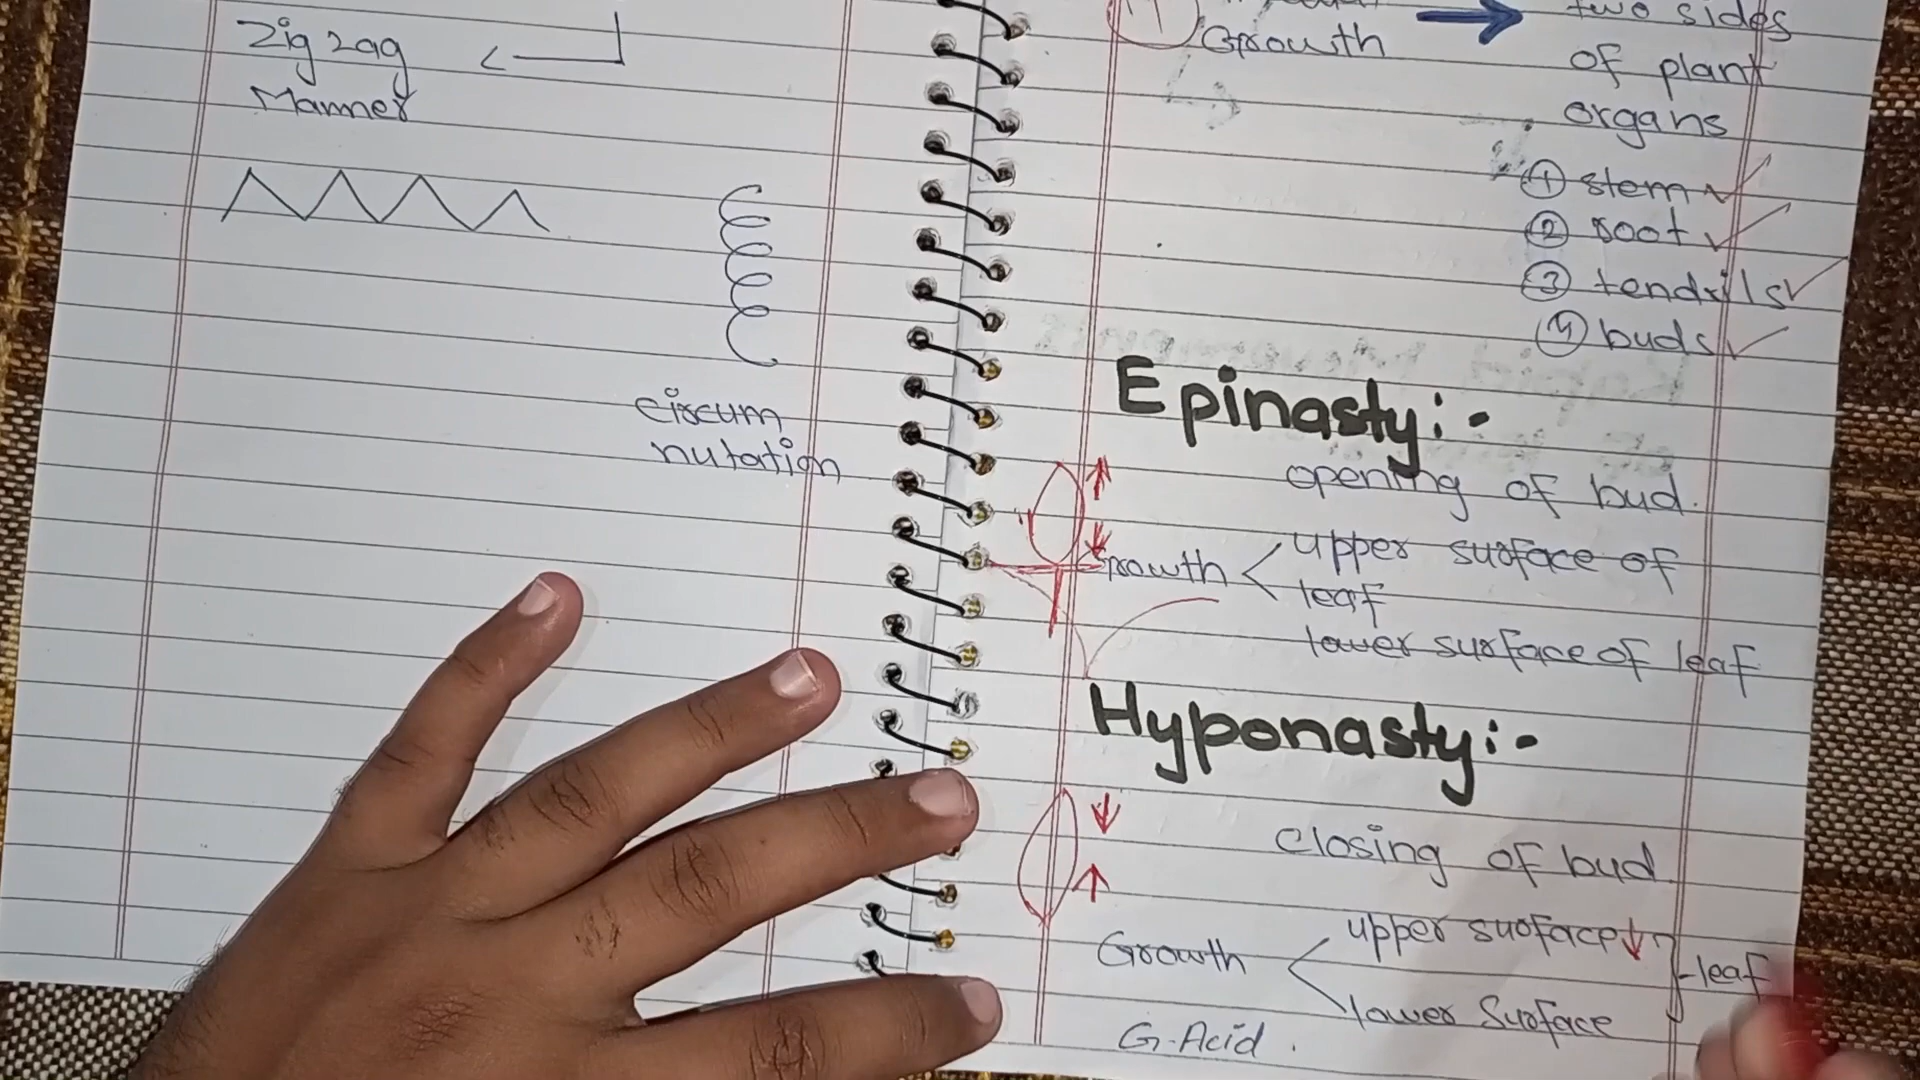 Zig zag
Manner
circum
nutation
Growth
two sides
of plant
organs
① stem ✓
② root ✓
③ tendrils ✓
④ buds ✓
Epinasty:-
opening of bud.
Growth < upper surface of
leaf
lower surface of leaf
Hyponasty:-
closing of bud
Growth < upper surface ↓
leaf
lower Surface
G. Acid.